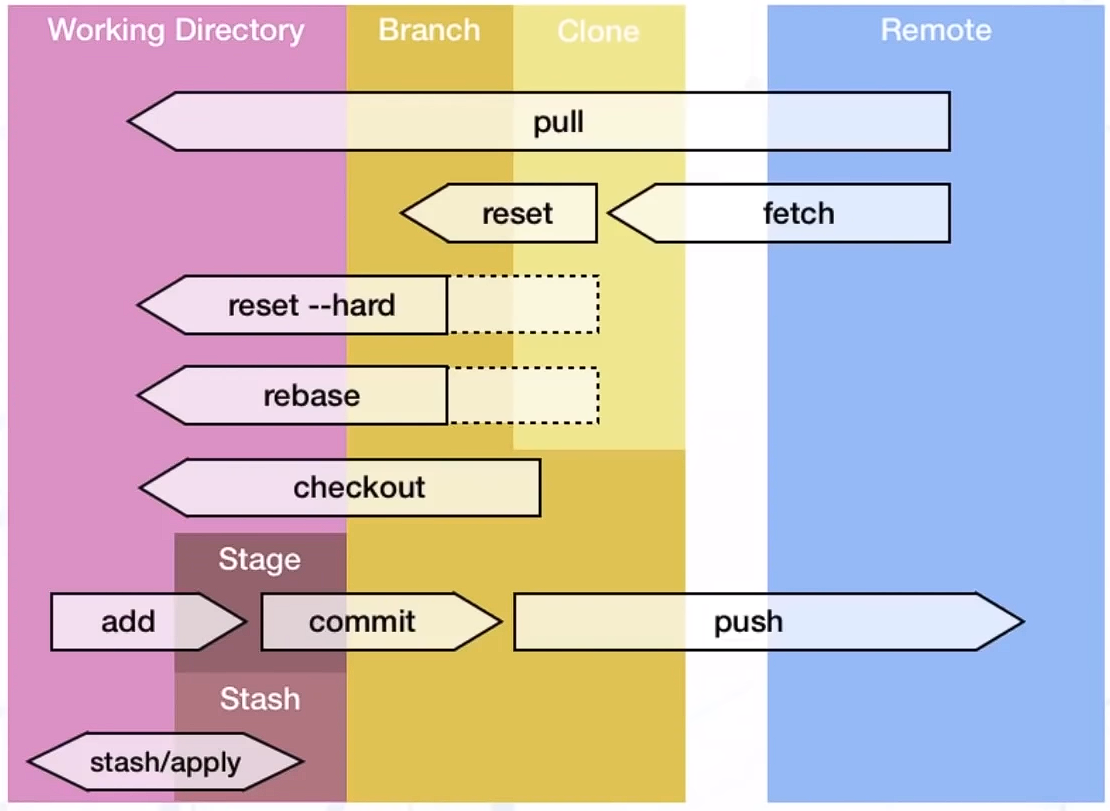 Working Directory
Branch
Clone
Remote
pull
reset
fetch
reset --hard
rebase
checkout
Stage
add
commit
push
Stash
stash/apply